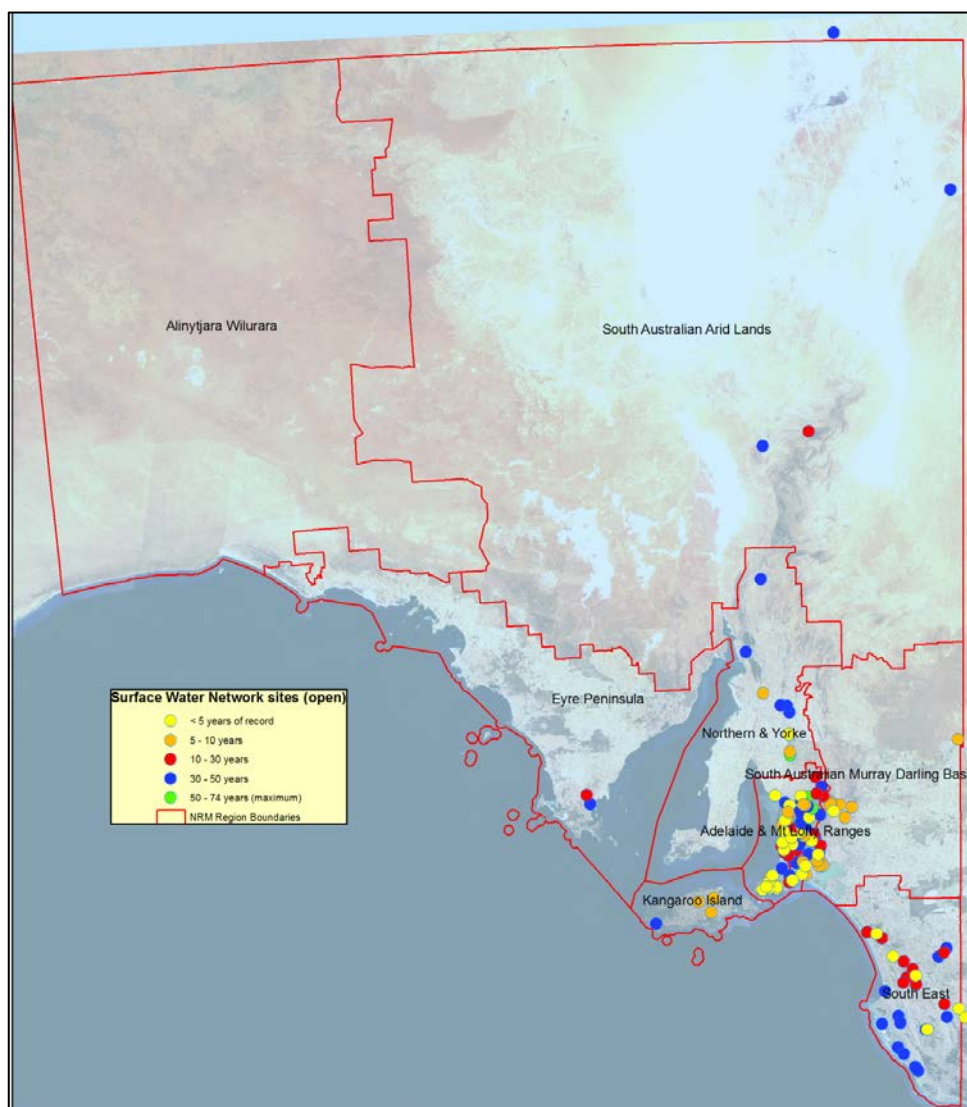 Alinytjara Wilurara
South Australian Arid Lands
Eyre Peninsula
Surface Water Network sites (open)
< 5 years of record
5 - 10 years
10 - 30 years
30 - 50 years
50 - 74 years (maximum)
NRM Region Boundaries
Northern & Yorke
South Australian Murray Darling Bas
Adelaide & Mt Lofty Ranges
Kangaroo Island
South East